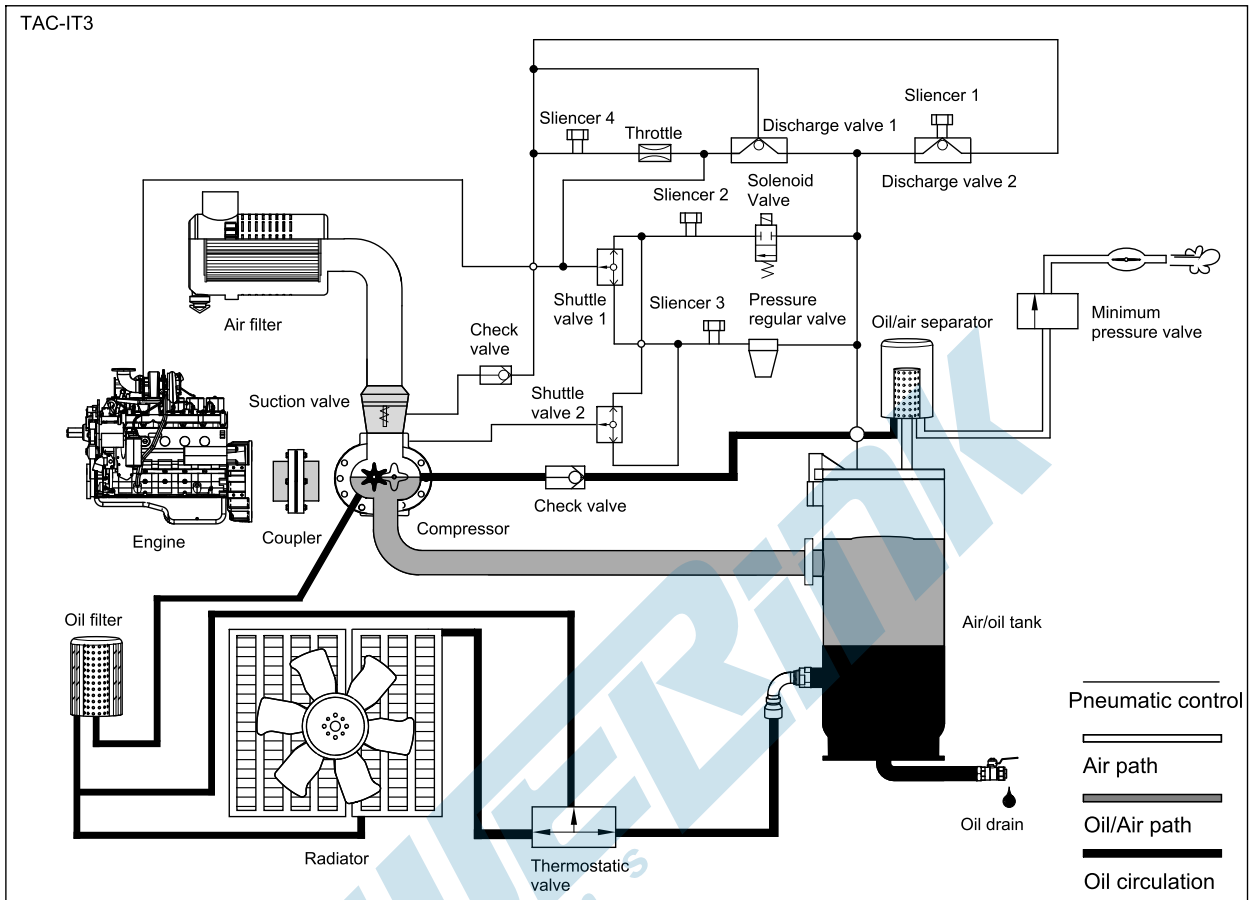 TAC-IT3
Sliencer 1
Sliencer 4
Throttle
Discharge valve 1
Discharge valve 2
Solenoid
Valve
Sliencer 2
Air filter
Shuttle
valve 1
Sliencer 3
Pressure
regular valve
Oil/air separator
Minimum
pressure valve
Check
valve
Suction valve
Shuttle
valve 2
Engine
Coupler
Compressor
Check valve
Oil filter
Air/oil tank
Radiator
Thermostatic
valve
Oil drain
Pneumatic control
Air path
Oil/Air path
Oil circulation